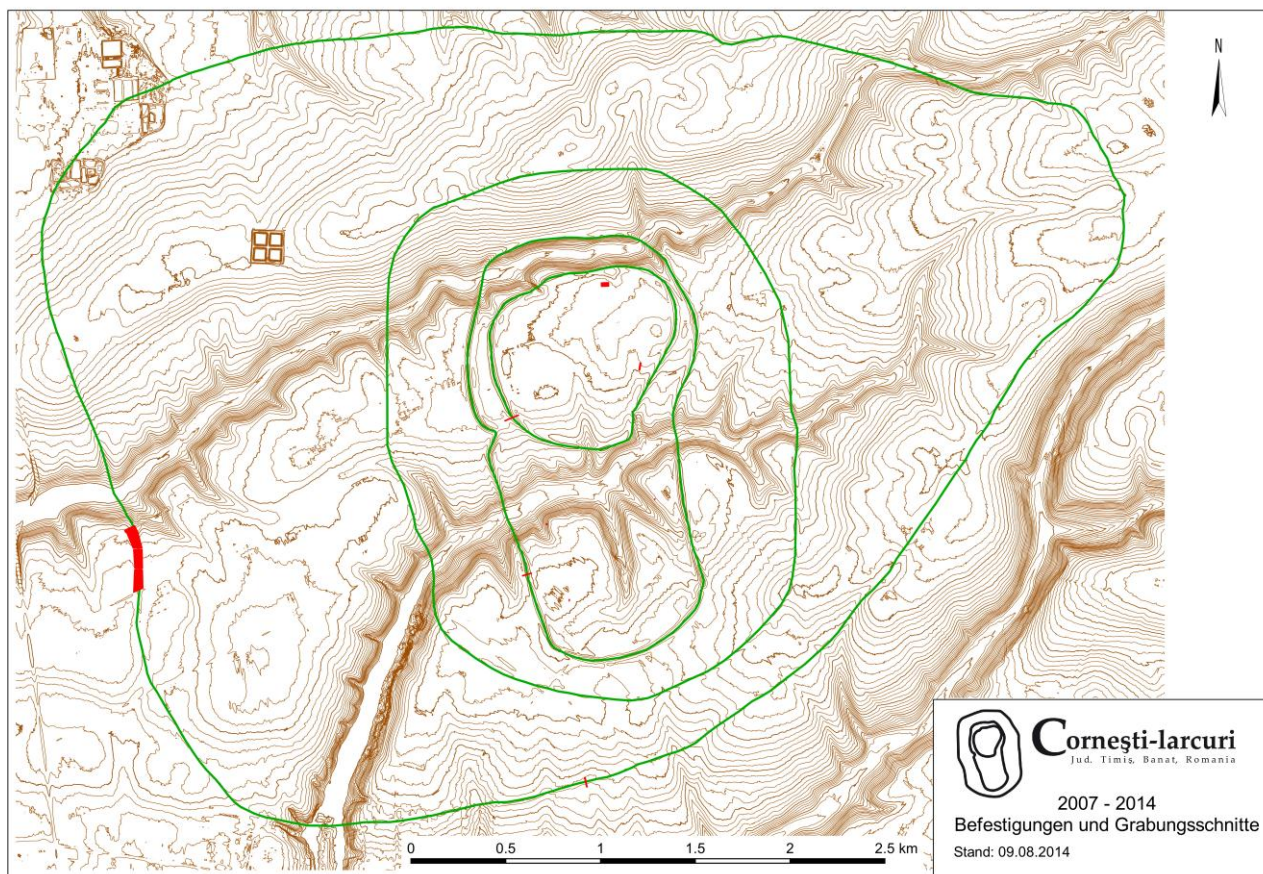 N
Corneşti-Iarcuri
Jud. Timiş, Banat, Romania
2007 - 2014
Befestigungen und Grabungsschnitte
Stand: 09.08.2014
0 0.5 1 1.5 2 2.5 km